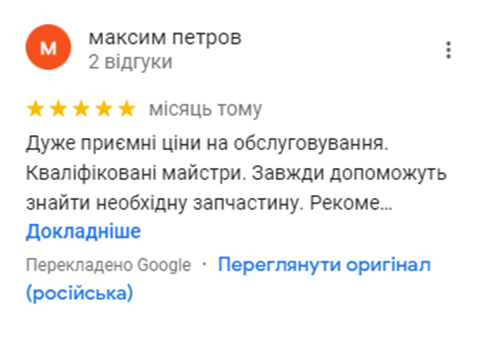 м
максим петров
2 відгуки
місяць тому
Дуже приємні ціни на обслуговування.
Кваліфіковані майстри. Завжди допоможуть
знайти необхідну запчастину. Рекоме...
Докладніше
Перекладено Google · Переглянути оригінал
(російська)